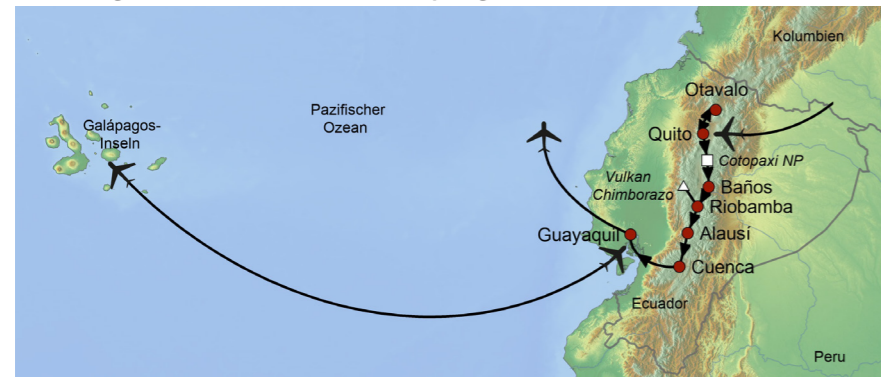 Kolumbien
Otavalo
Pazifischer
Ozean
Galápagos-
Inseln
Quito
Cotopaxi NP
Vulkan
Chimborazo
Baños
Riobamba
Guayaquil
Alausí
Cuenca
Ecuador
Peru